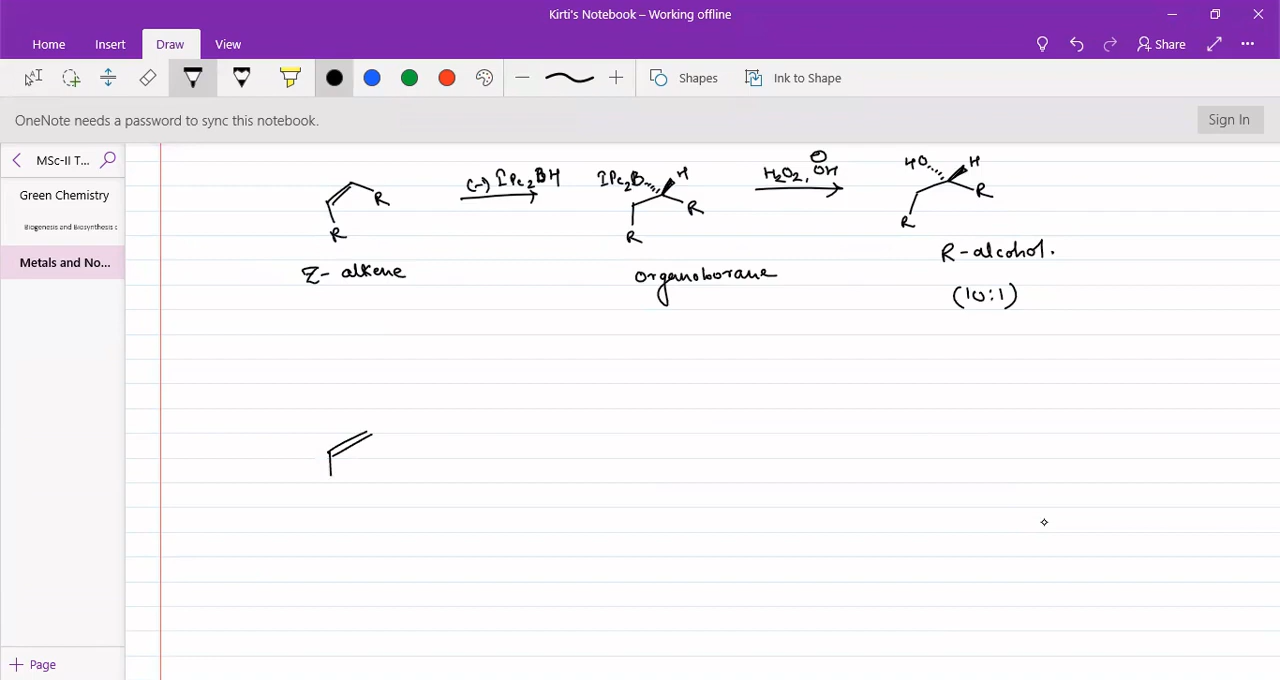 Kirti's Notebook – Working offline
Home Insert Draw View
Share
Shapes
Ink to Shape
OneNote needs a password to sync this notebook.
Sign In
MSc-II T...
Green Chemistry
Biogenesis and Biosynthesis
Metals and No...
Page
R
R
Z- alkene
(-) IPc2BH
IPc2B H
R
R
organoborane
H2O2, ⊖OH
HO H
R
R
R-alcohol.
(10:1)